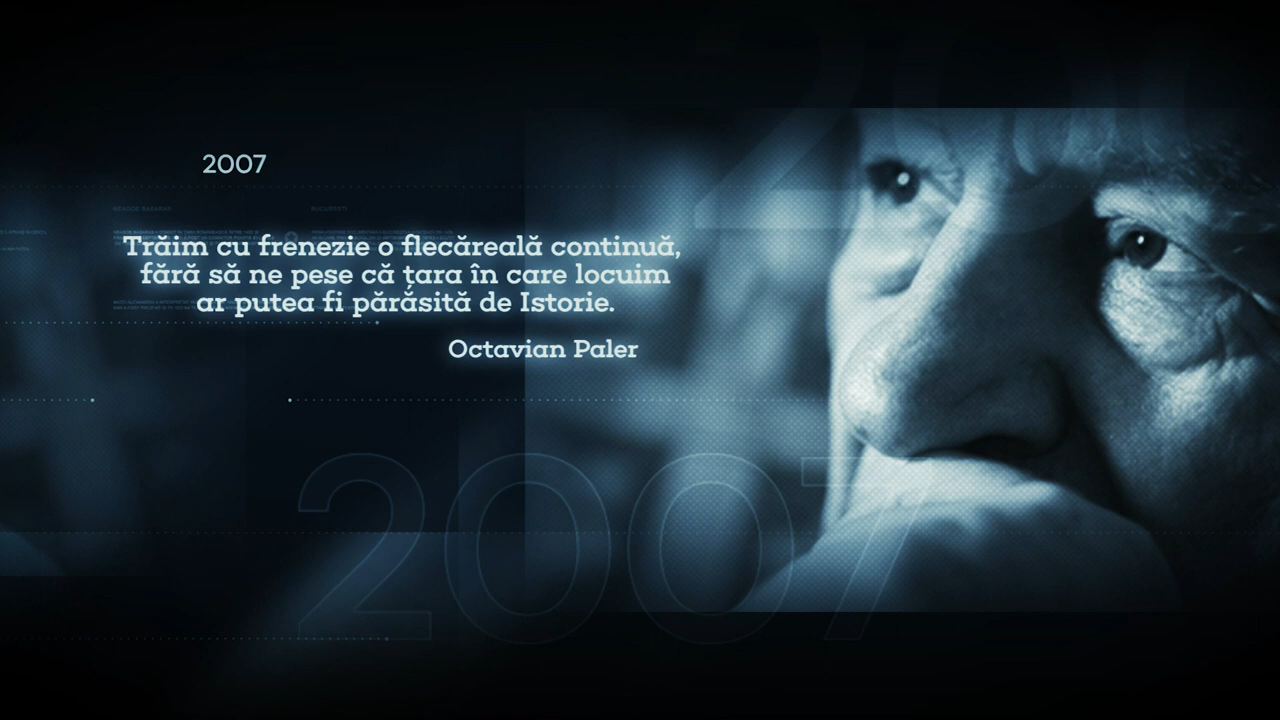 2007
Trăim cu frenezie o flecăreală continuă,
fără să ne pese că țara în care locuim
ar putea fi părăsită de Istorie.
Octavian Paler
2007